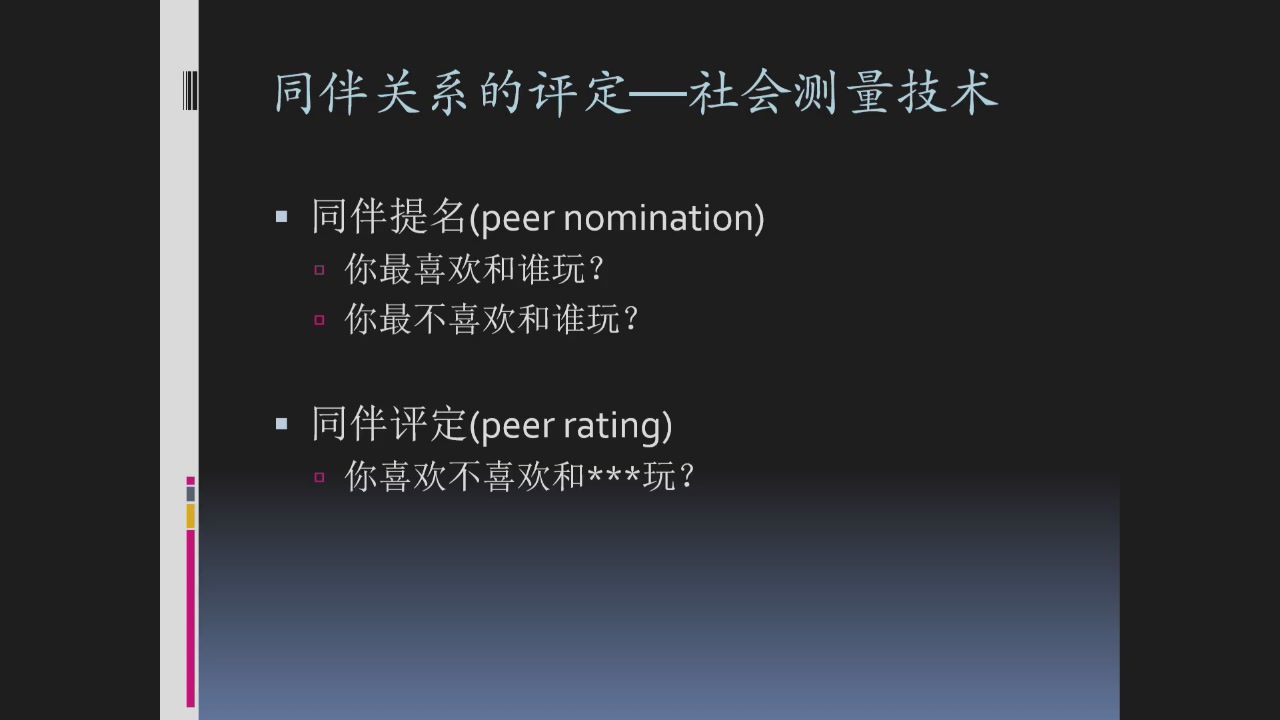 同伴关系的评定——社会测量技术
同伴提名(peer nomination)
你最喜欢和谁玩?
你最不喜欢和谁玩?
同伴评定(peer rating)
你喜欢不喜欢和***玩?